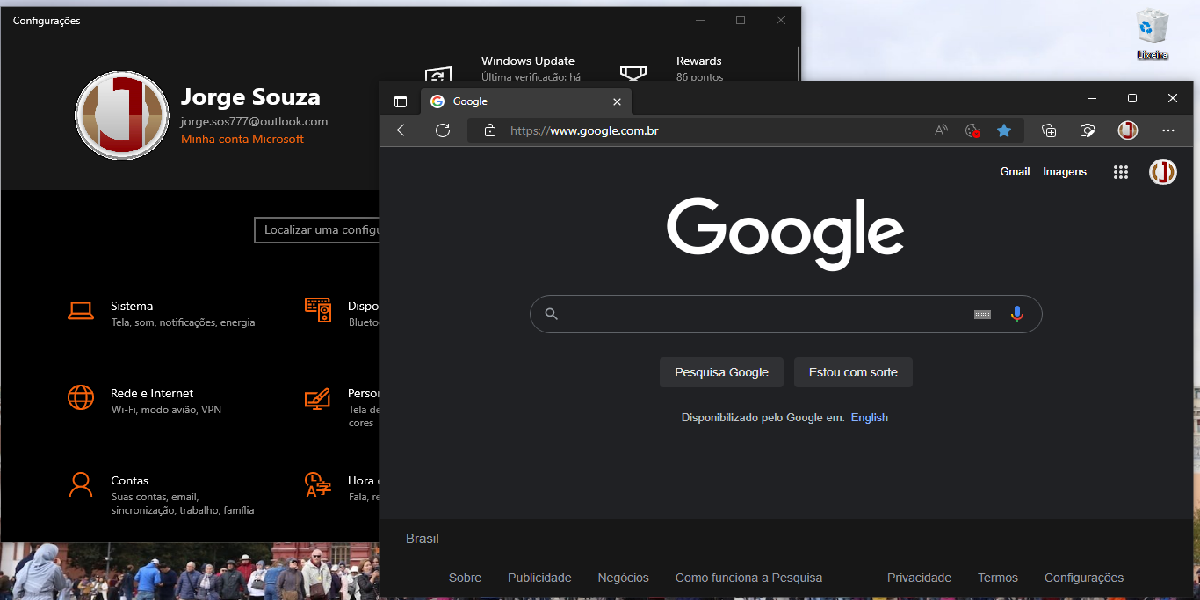 Configurações
Lixeira
Jorge Souza
jorge.sos777@outlook.com
Minha conta Microsoft
Windows Update
Última verificação: há
Rewards
86 pontos
Localizar uma configu
Sistema
Tela, som, notificações, energia
Dispo
Blueto
Rede e Internet
Wi-Fi, modo avião, VPN
Person
Tela de
cores
Contas
Suas contas, email,
sincronização, trabalho, família
Hora
Fala, re
Google
https://www.google.com.br
Gmail Imagens
Google
Pesquisa Google Estou com sorte
Disponibilizado pelo Google em: English
Brasil
Sobre Publicidade Negócios Como funciona a Pesquisa Privacidade Termos Configurações